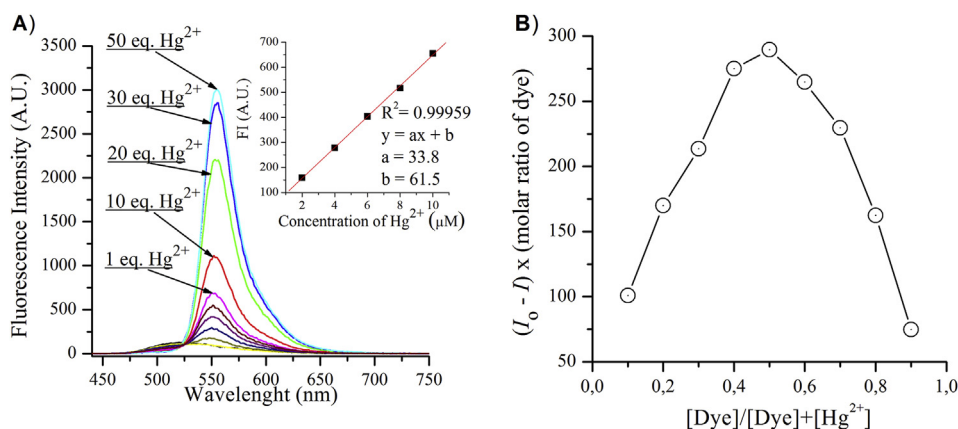 A)
3500
3000
2500
2000
1500
1000
500
0
Fluorescence Intensity (A.U.)
50 eq. Hg²⁺
30 eq. Hg²⁺
20 eq. Hg²⁺
10 eq. Hg²⁺
1 eq. Hg²⁺
450 500 550 600 650 700 750
Wavelenght (nm)
700
600
500
400
300
200
100
FI (A.U.)
R²= 0.99959
y = ax + b
a = 33.8
b = 61.5
2 4 6 8 10
Concentration of Hg²⁺ (µM)
B)
300
250
200
150
100
50
(Iₒ - I) x (molar ratio of dye)
0,0 0,2 0,4 0,6 0,8 1,0
[Dye]/[Dye]+[Hg²⁺]